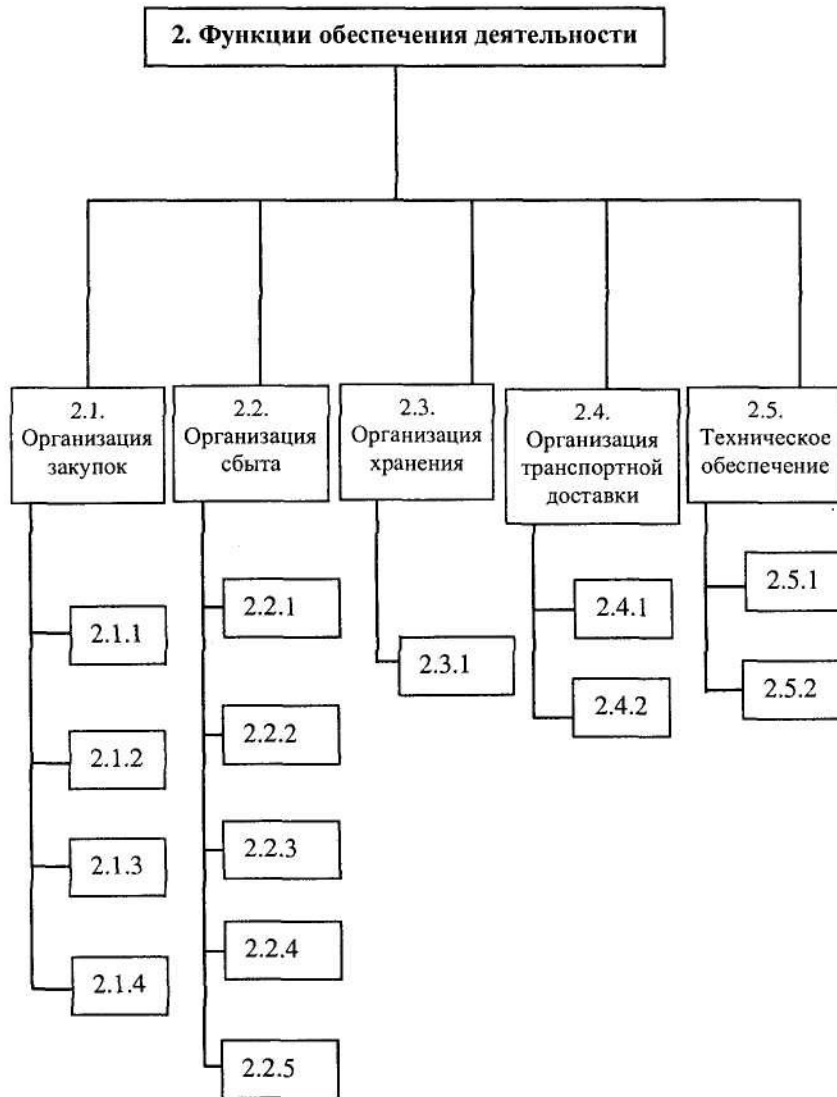 2. Функции обеспечения деятельности
2.1.
Организация
закупок
2.2.
Организация
сбыта
2.3.
Организация
хранения
2.4.
Организация
транспортной
доставки
2.5.
Техническое
обеспечение
2.1.1
2.1.2
2.1.3
2.1.4
2.2.1
2.2.2
2.2.3
2.2.4
2.2.5
2.3.1
2.4.1
2.4.2
2.5.1
2.5.2